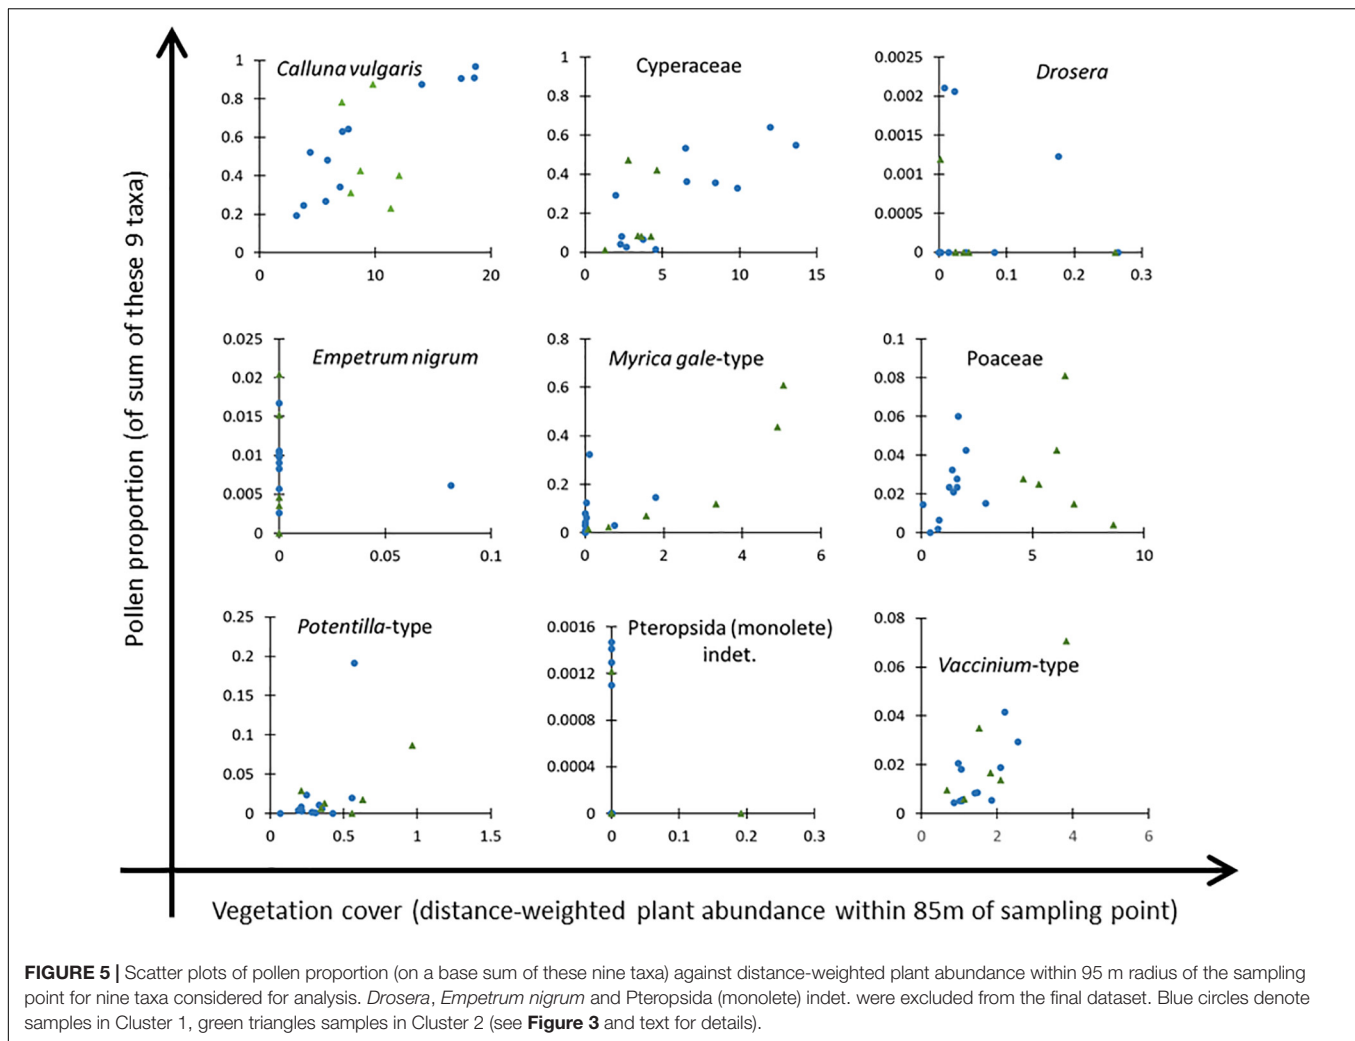 Pollen proportion (of sum of these 9 taxa)
Calluna vulgaris
1
0.8
0.6
0.4
0.2
0
0 10 20
Cyperaceae
1
0.8
0.6
0.4
0.2
0
0 5 10 15
Drosera
0.0025
0.002
0.0015
0.001
0.0005
0
0 0.1 0.2 0.3
Empetrum nigrum
0.025
0.02
0.015
0.01
0.005
0
0 0.05 0.1
Myrica gale-type
0.8
0.6
0.4
0.2
0
0 2 4 6
Poaceae
0.1
0.08
0.06
0.04
0.02
0
0 5 10
Potentilla-type
0.25
0.2
0.15
0.1
0.05
0
0 0.5 1 1.5
Pteropsida (monolete)
indet.
0.0016
0.0012
0.0008
0.0004
0
0 0.1 0.2 0.3
Vaccinium-type
0.08
0.06
0.04
0.02
0
0 2 4 6
Vegetation cover (distance-weighted plant abundance within 85m of sampling point)
FIGURE 5 | Scatter plots of pollen proportion (on a base sum of these nine taxa) against distance-weighted plant abundance within 95 m radius of the sampling
point for nine taxa considered for analysis. Drosera, Empetrum nigrum and Pteropsida (monolete) indet. were excluded from the final dataset. Blue circles denote
samples in Cluster 1, green triangles samples in Cluster 2 (see Figure 3 and text for details).